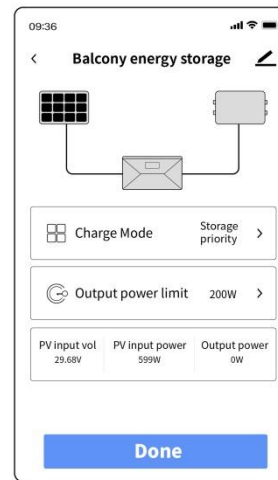 09:36
Balcony energy storage
Charge Mode
Storage
priority
Output power limit
200W
PV input vol
29.68V
PV input power
599W
Output power
0W
Done